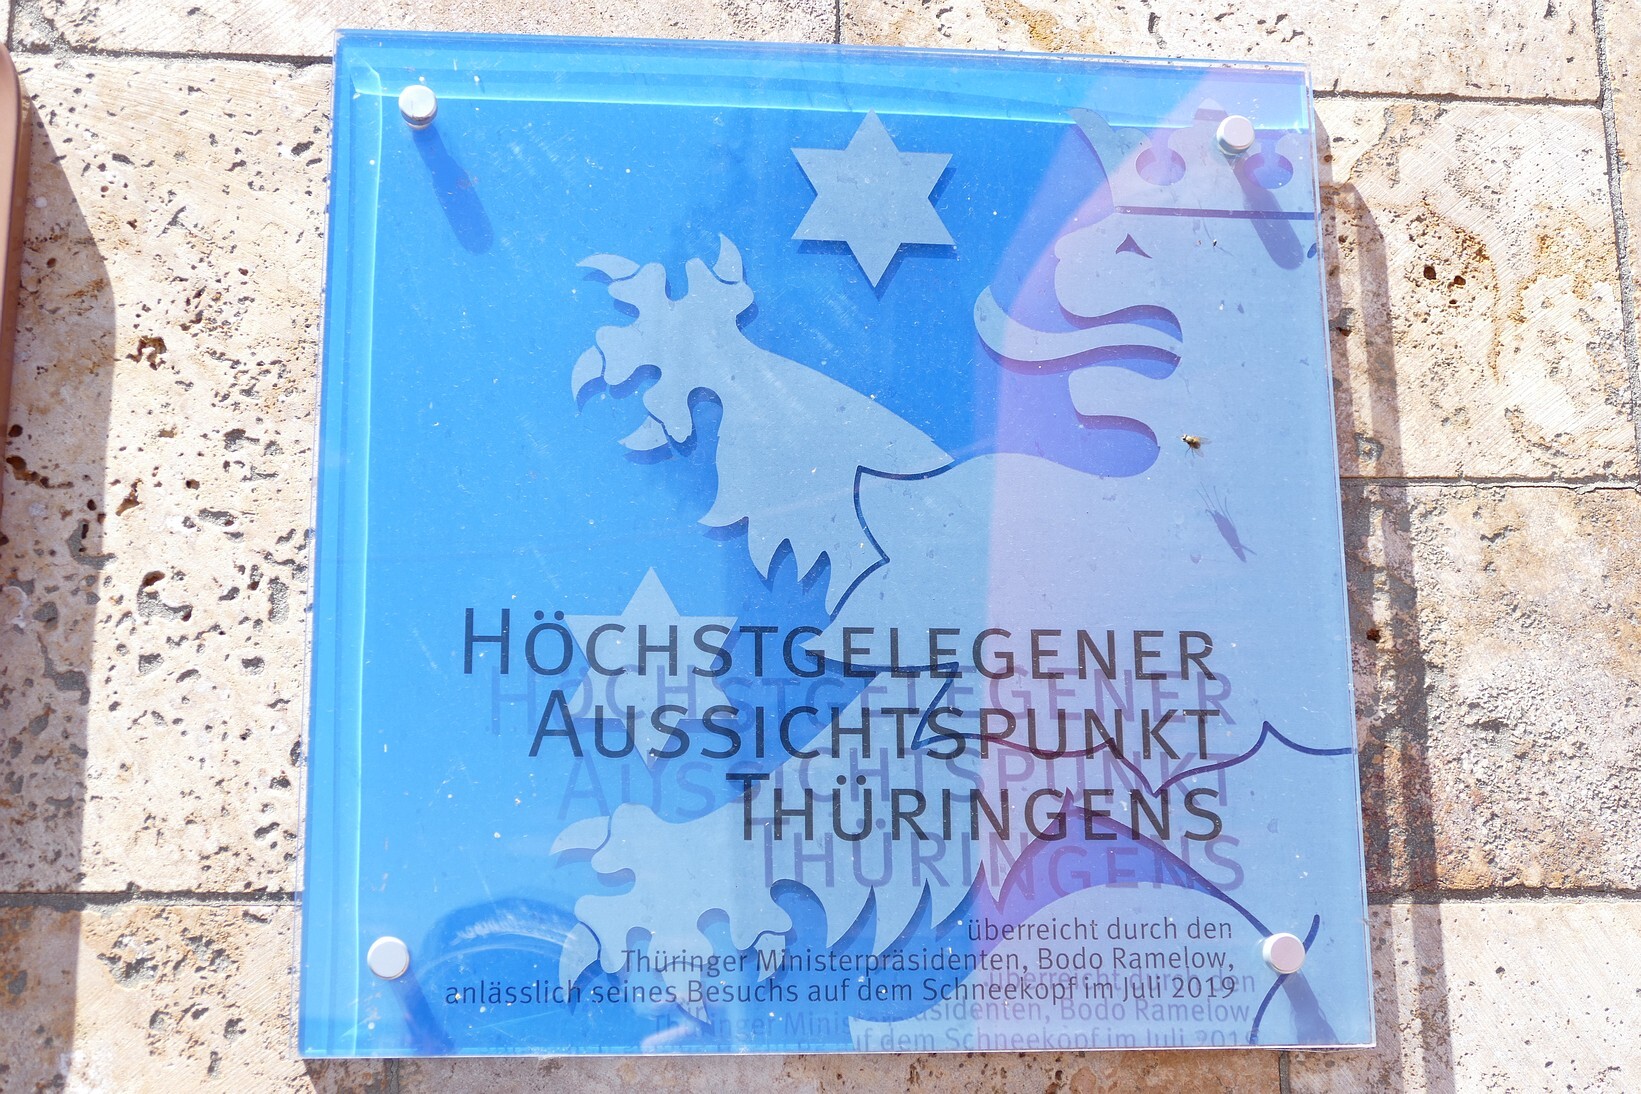 HÖCHSTGELEGENER
AUSSICHTSPUNKT
THÜRINGENS
überreicht durch den
Thüringer Ministerpräsidenten, Bodo Ramelow,
anlässlich seines Besuchs auf dem Schneekopf im Juli 2019